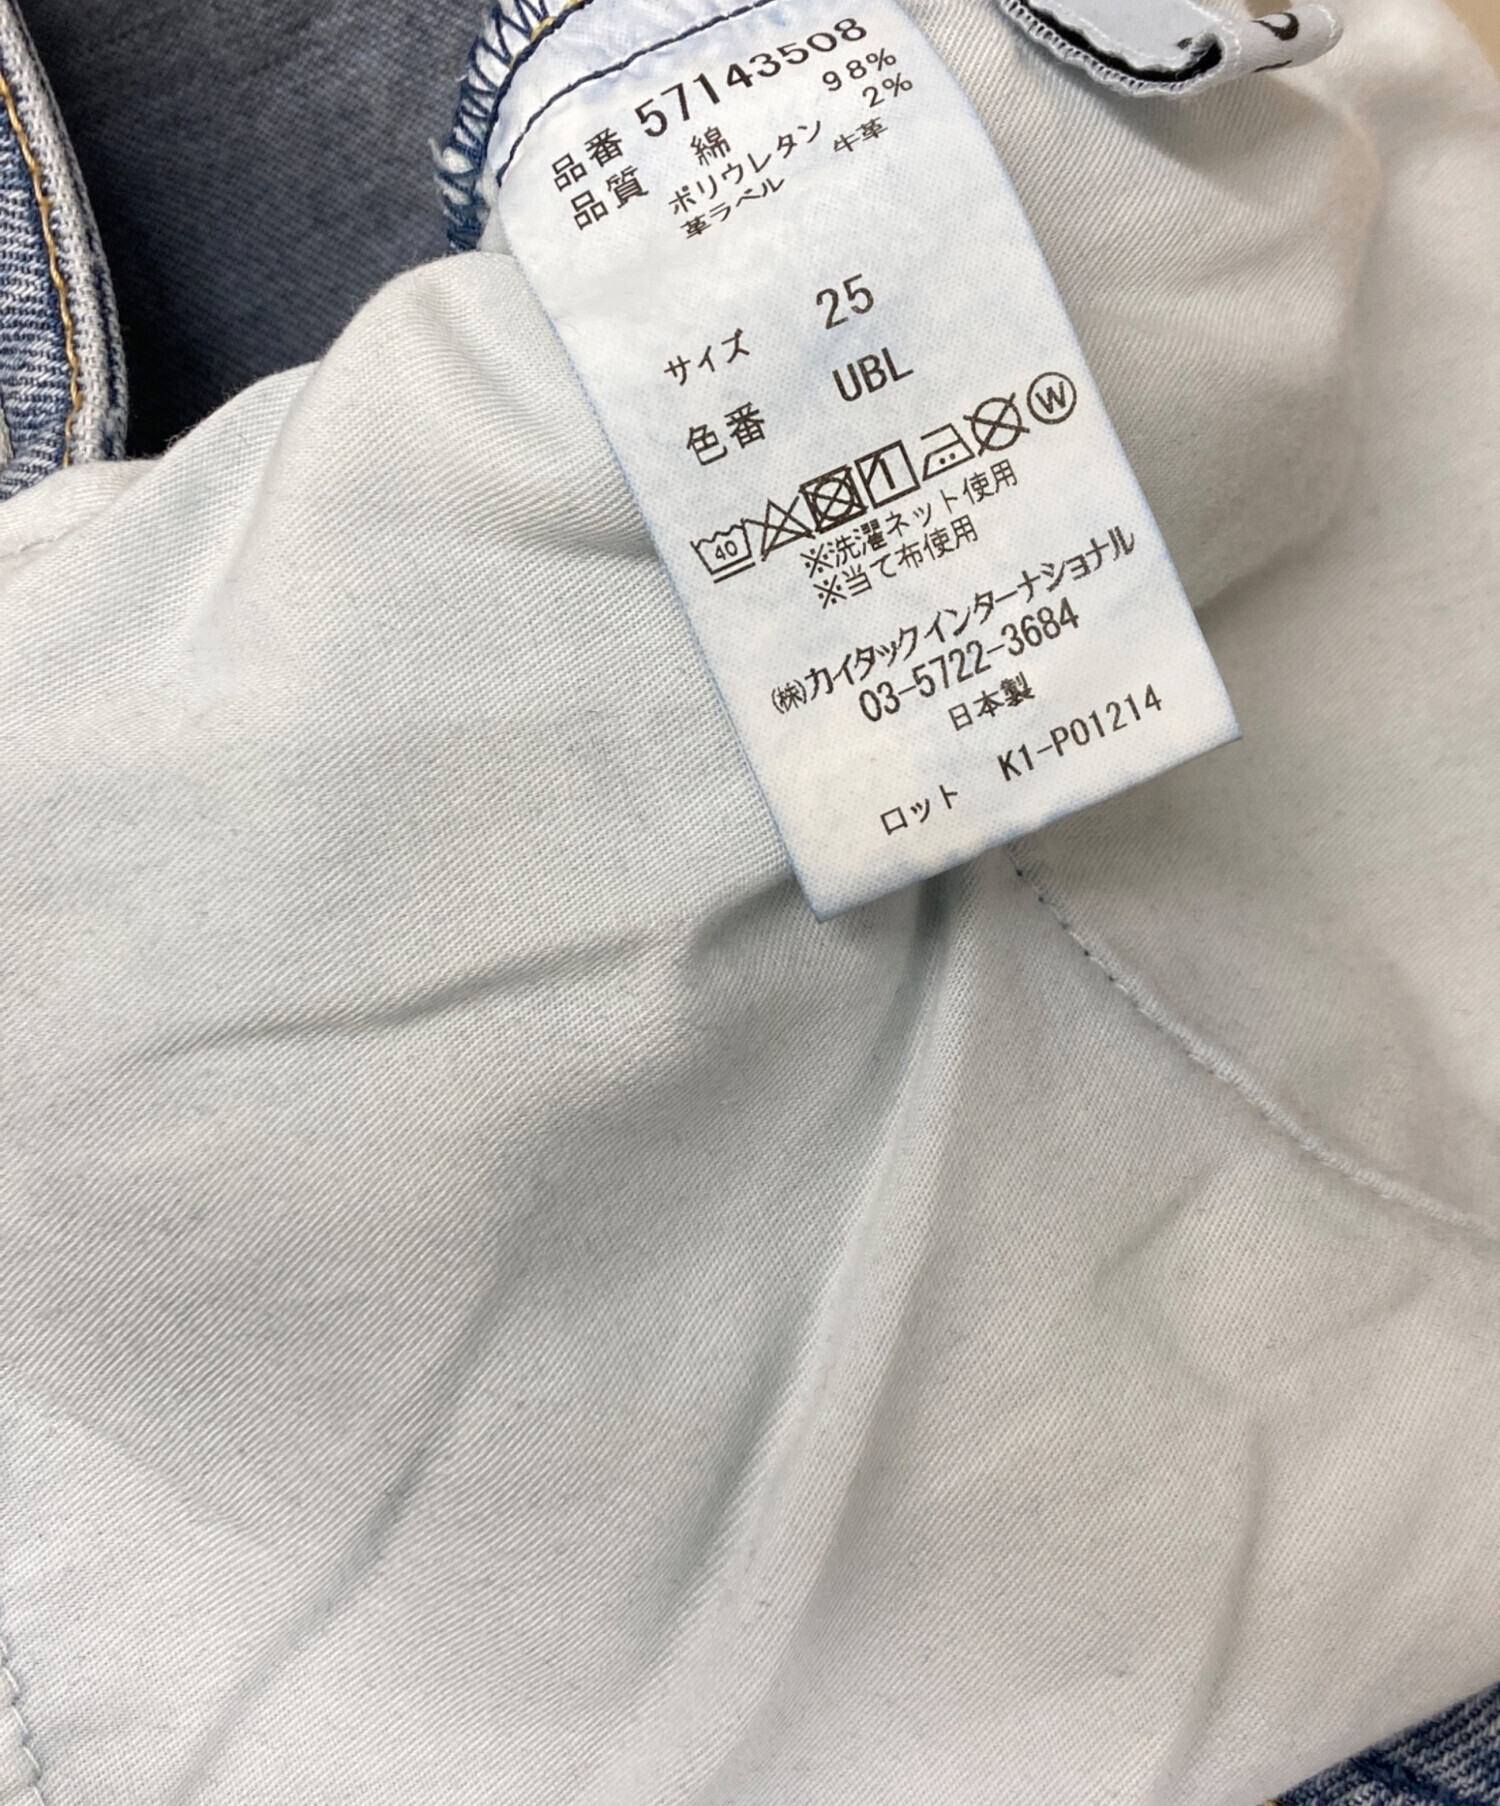 品番 57143508
品質 綿 98%
ポリウレタン 2%
革ラベル 牛革
サイズ 25
色番 UBL
40 W
※洗濯ネット使用
※当て布使用
(株)カイタックインターナショナル
03-5722-3684
日本製
ロット K1-P01214